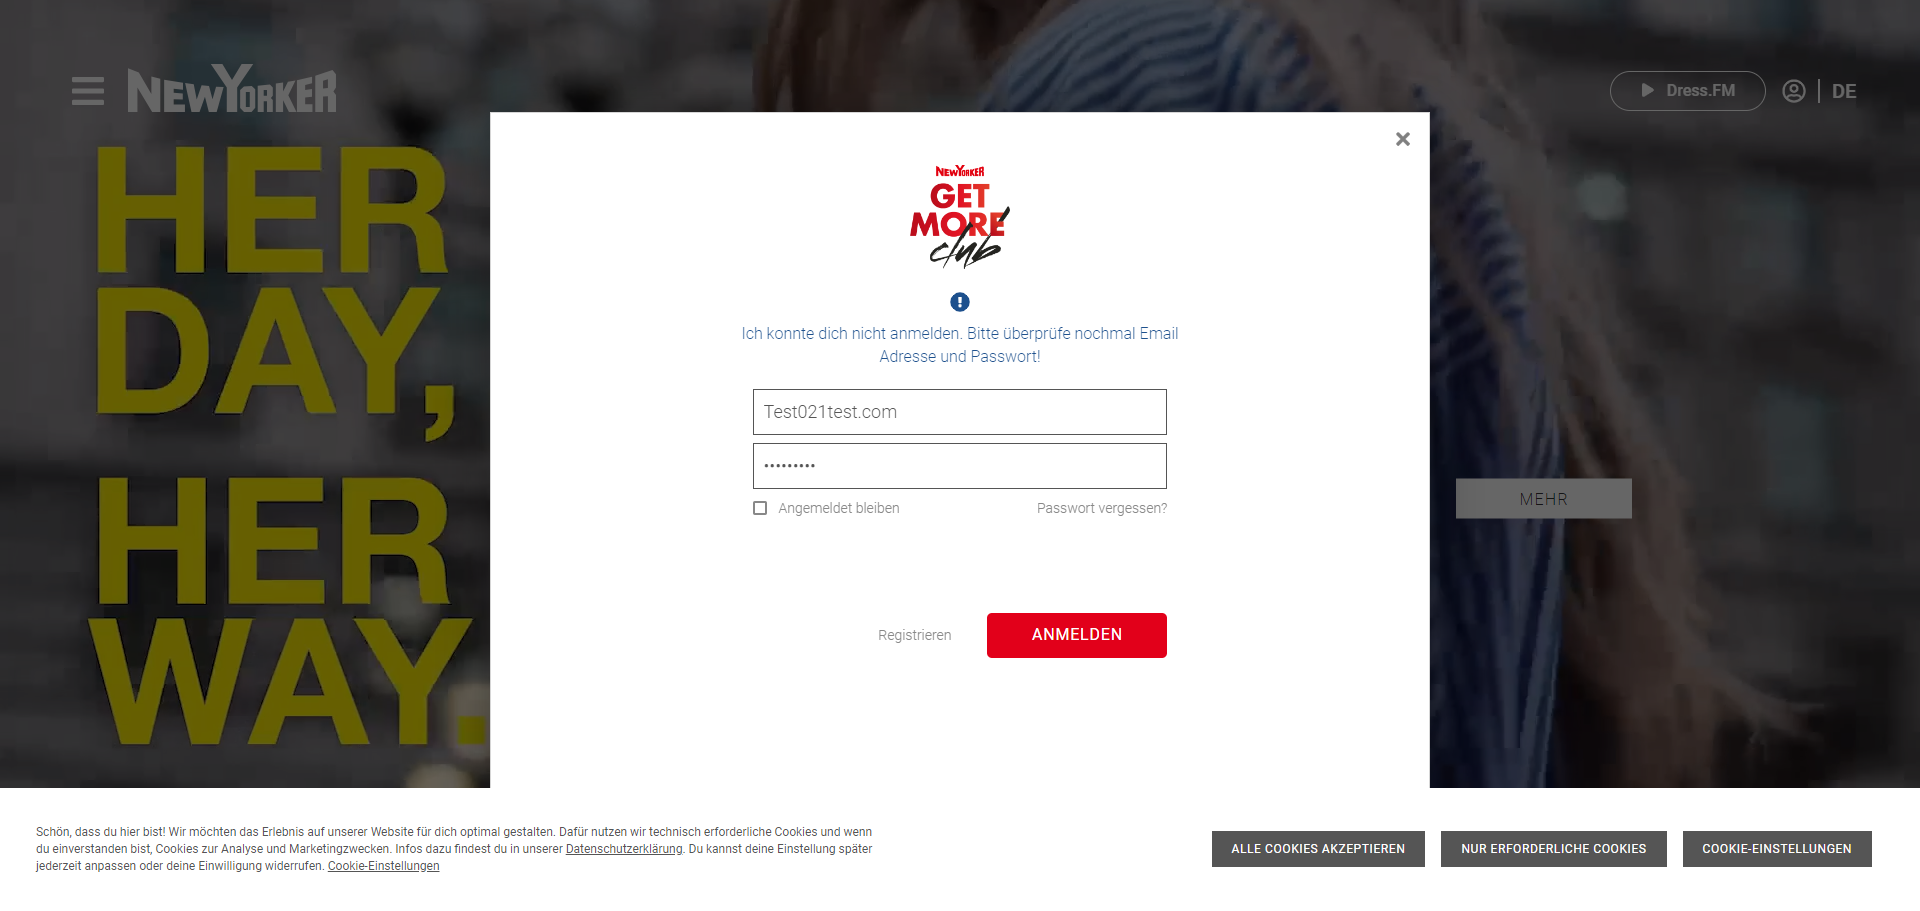 NEWYORKER
Dress.FM
DE
HER
DAY,
HER
WAY.
NEWYORKER
GET
MORE
club
Ich konnte dich nicht anmelden. Bitte überprüfe nochmal Email
Adresse und Passwort!
Test021test.com
•••••••••
Angemeldet bleiben
Passwort vergessen?
Registrieren
ANMELDEN
MEHR
Schön, dass du hier bist! Wir möchten das Erlebnis auf unserer Website für dich optimal gestalten. Dafür nutzen wir technisch erforderliche Cookies und wenn
du einverstanden bist, Cookies zur Analyse und Marketingzwecken. Infos dazu findest du in unserer Datenschutzerklärung. Du kannst deine Einstellung später
jederzeit anpassen oder deine Einwilligung widerrufen. Cookie-Einstellungen
ALLE COOKIES AKZEPTIEREN
NUR ERFORDERLICHE COOKIES
COOKIE-EINSTELLUNGEN